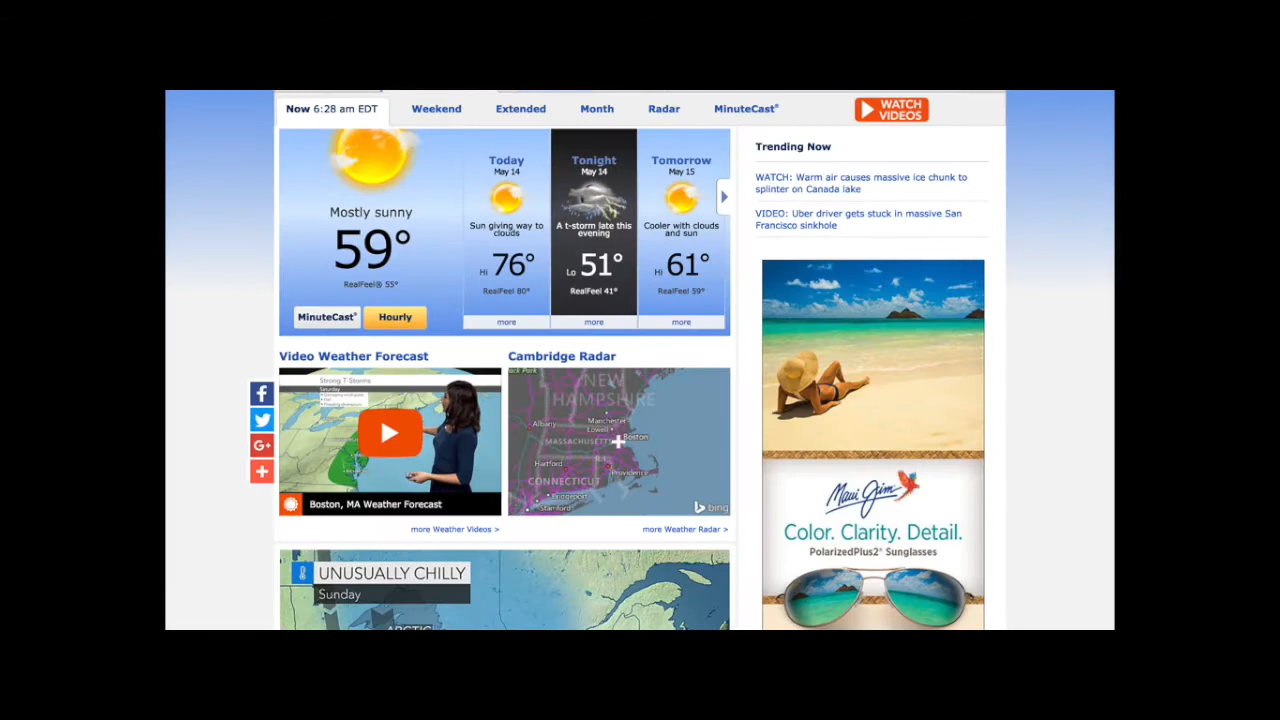 Now 6:28 am EDT
Weekend
Extended
Month
Radar
MinuteCast®
WATCH
VIDEOS
Mostly sunny
59°
RealFeel® 55°
MinuteCast®
Hourly
Today
May 14
Sun giving way to
clouds
Hi 76°
RealFeel 80°
more
Tonight
May 14
A t-storm late this
evening
Lo 51°
RealFeel 41°
more
Tomorrow
May 15
Cooler with clouds
and sun
Hi 61°
RealFeel 59°
more
Trending Now
WATCH: Warm air causes massive ice chunk to
splinter on Canada lake
VIDEO: Uber driver gets stuck in massive San
Francisco sinkhole
Video Weather Forecast
Strong T Storms
Saturday
Boston, MA Weather Forecast
more Weather Videos >
Cambridge Radar
ack Park
NEW
HAMPSHIRE
Albany
Manchester
Lowell
MASSACHUSETTS
Boston
Hartford
Providence
CONNECTICUT
Bridgeport
Stamford
bing
more Weather Radar >
f
G+
UNUSUALLY CHILLY
Sunday
ARCTIC
Maui Jim
Color. Clarity. Detail.
PolarizedPlus2® Sunglasses